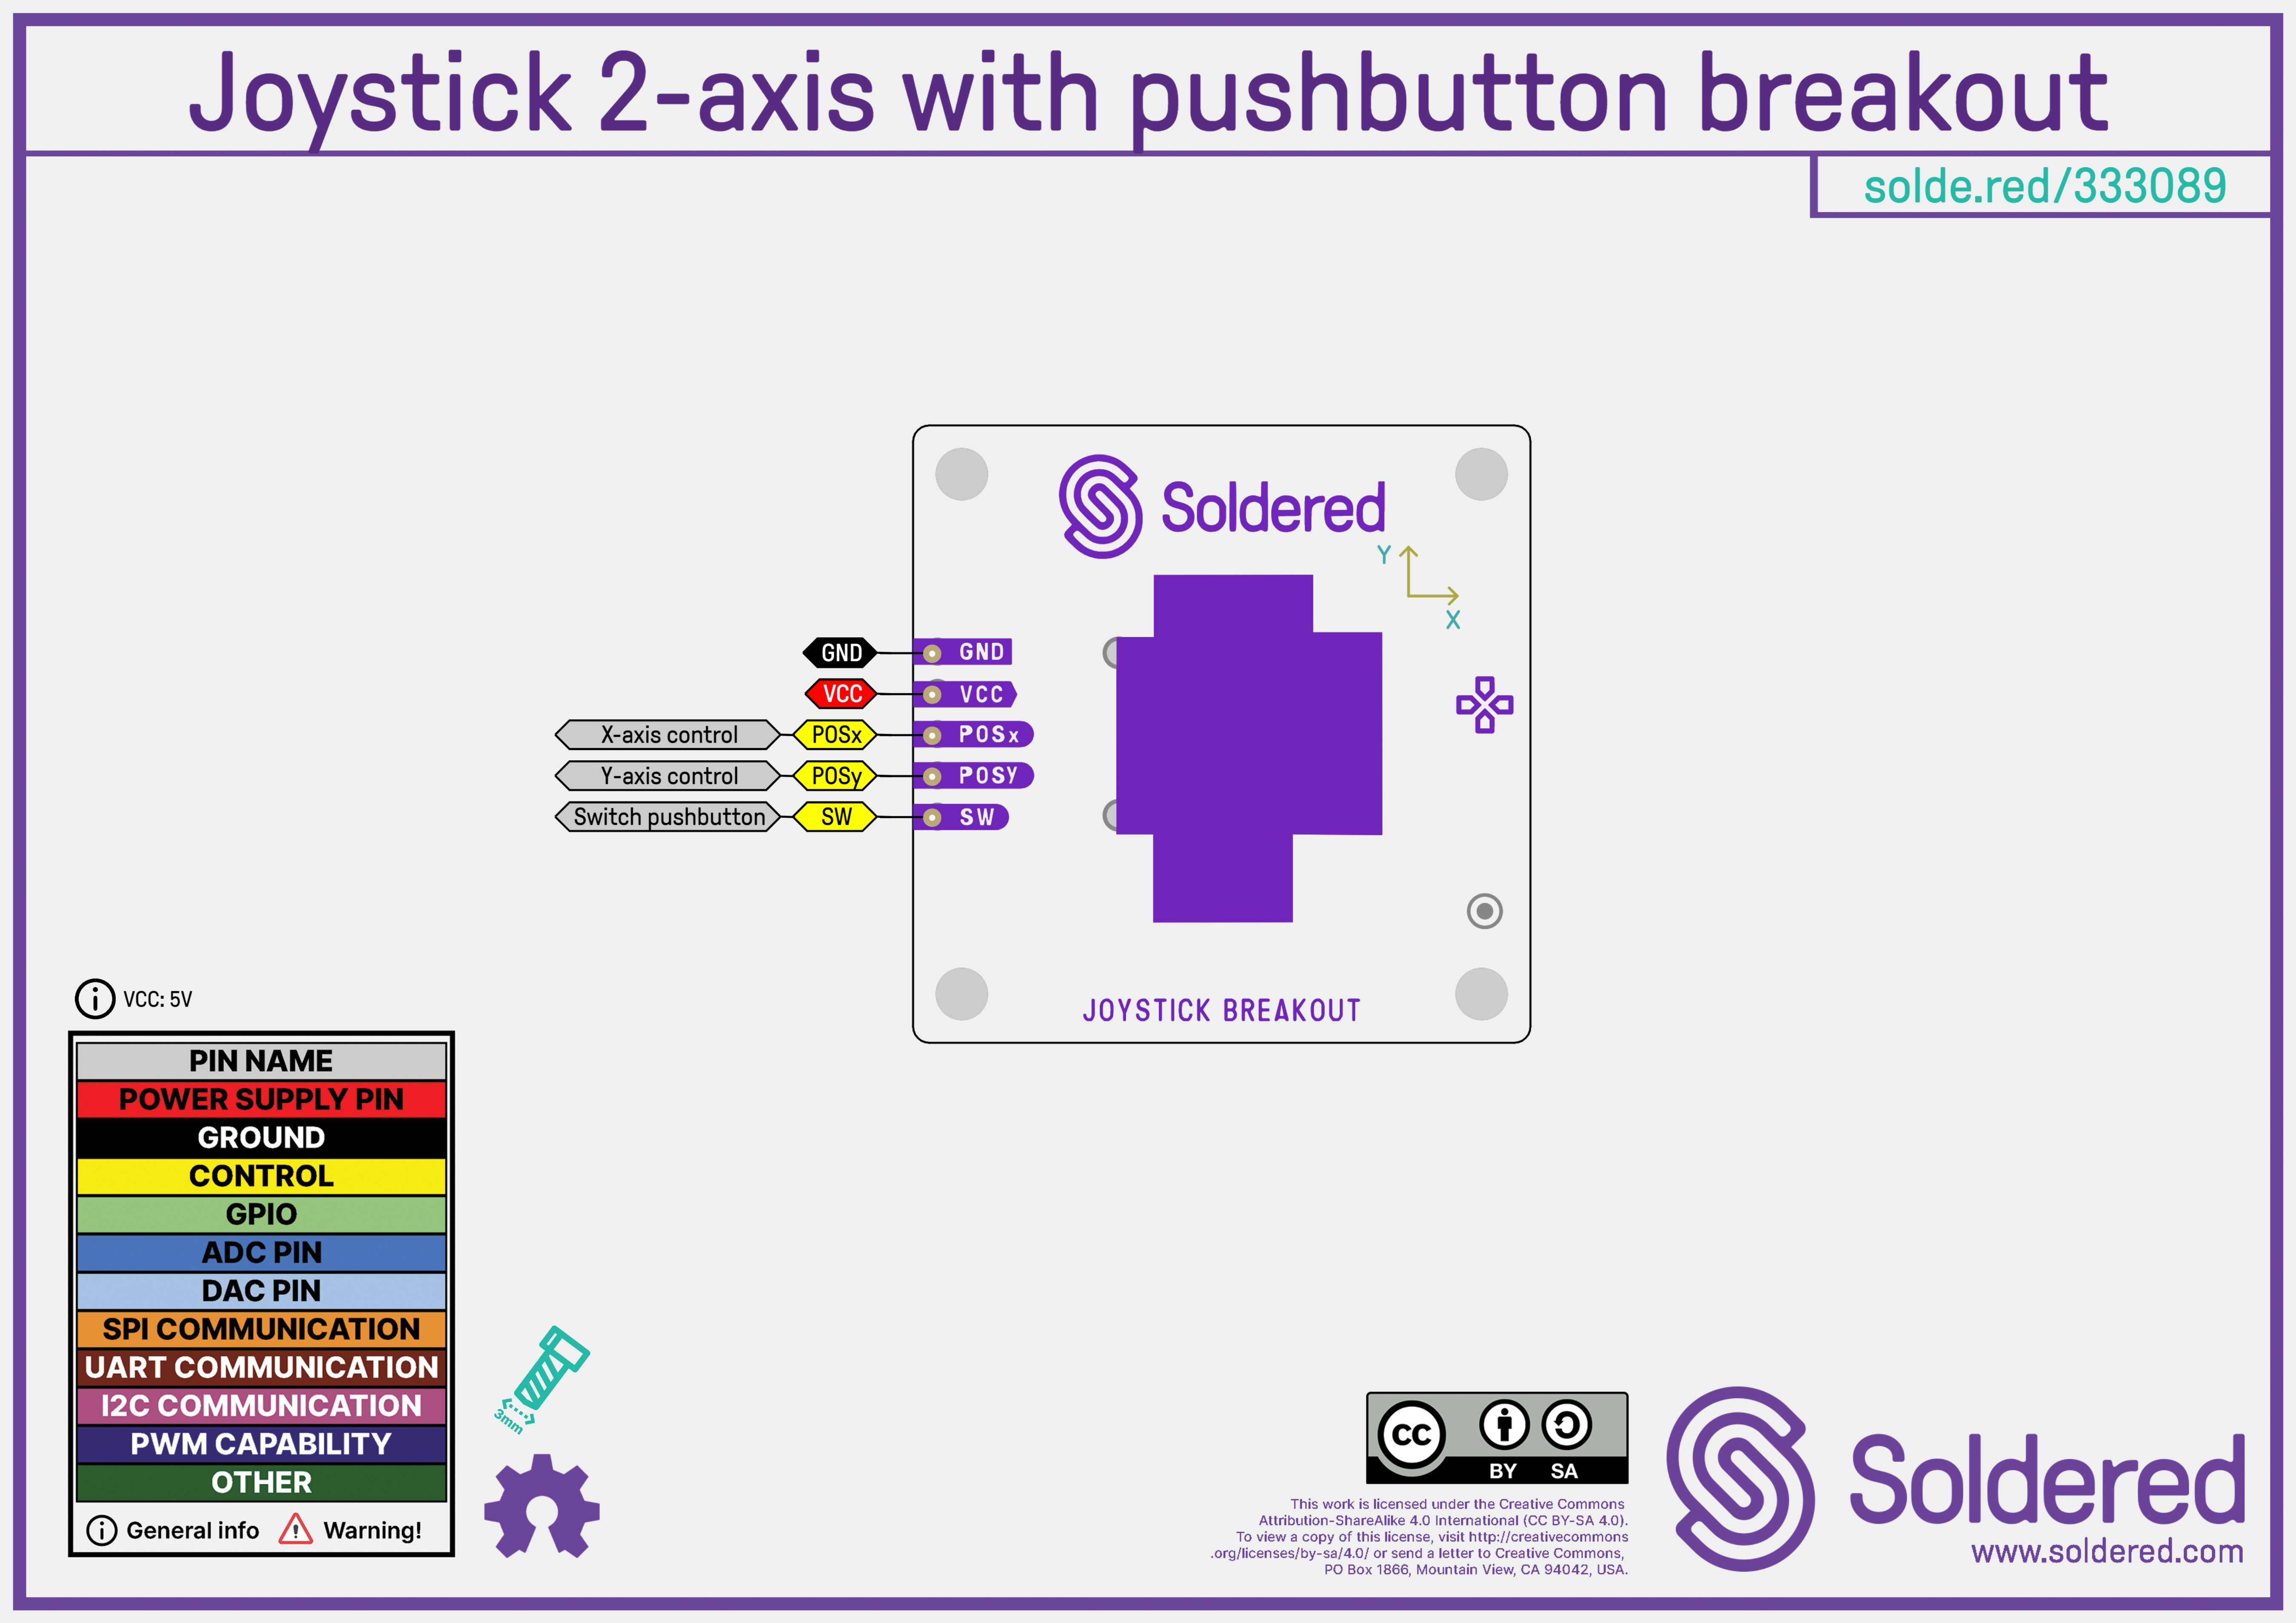 Joystick 2-axis with pushbutton breakout
solde.red/333089
Soldered
Y
X
GND GND
VCC VCC
X-axis control POSx POSx
Y-axis control POSy POSy
Switch pushbutton SW SW
JOYSTICK BREAKOUT
VCC: 5V
PIN NAME
POWER SUPPLY PIN
GROUND
CONTROL
GPIO
ADC PIN
DAC PIN
SPI COMMUNICATION
UART COMMUNICATION
I2C COMMUNICATION
PWM CAPABILITY
OTHER
General info Warning!
3mm
CC BY SA
This work is licensed under the Creative Commons
Attribution-ShareAlike 4.0 International (CC BY-SA 4.0).
To view a copy of this license, visit http://creativecommons
.org/licenses/by-sa/4.0/ or send a letter to Creative Commons,
PO Box 1866, Mountain View, CA 94042, USA.
Soldered
www.soldered.com